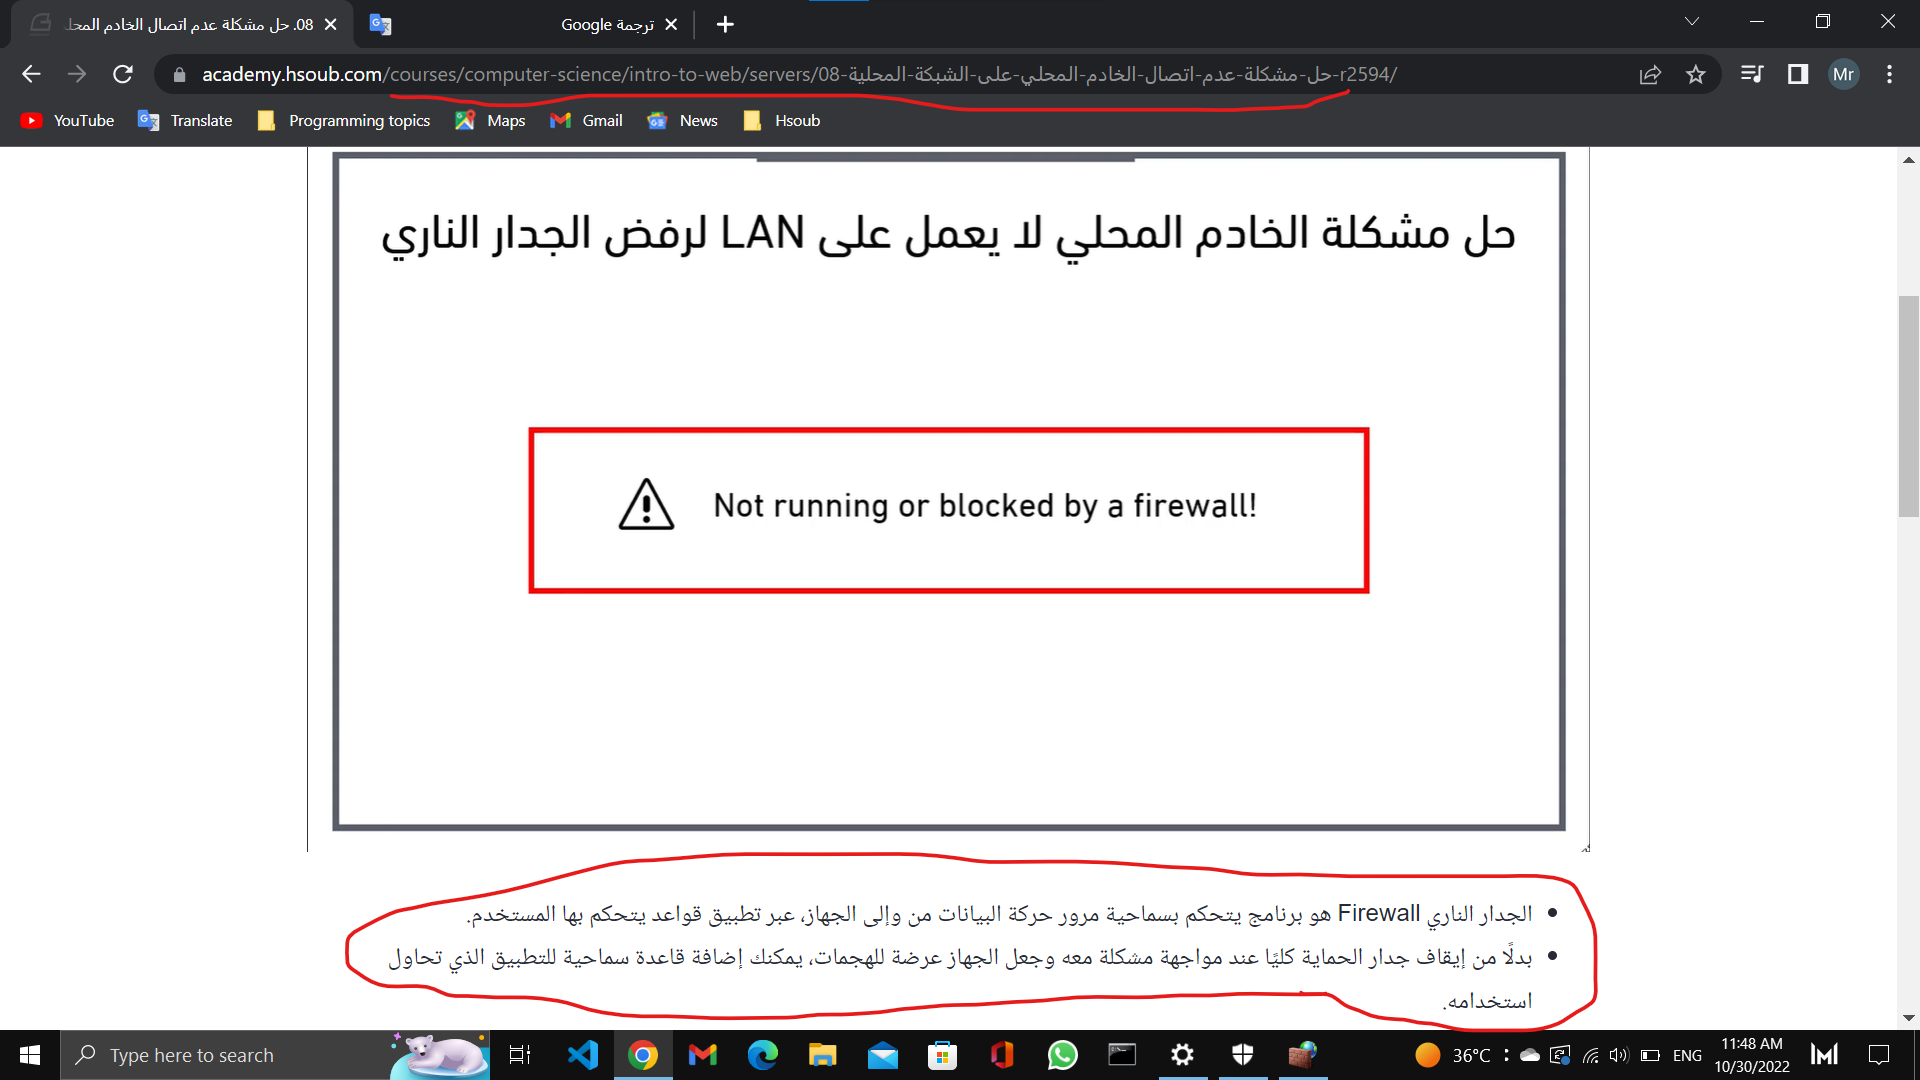 08. حل مشكلة عدم اتصال الخادم المحلـ
ترجمة Google
academy.hsoub.com/courses/computer-science/intro-to-web/servers/08-حل-مشكلة-عدم-اتصال-الخادم-المحلي-على-الشبكة-المحلية-r2594/
Mr
YouTube
Translate
Programming topics
Maps
Gmail
News
Hsoub
حل مشكلة الخادم المحلي لا يعمل على LAN لرفض الجدار الناري
Not running or blocked by a firewall!
الجدار الناري Firewall هو برنامج يتحكم بسماحية مرور حركة البيانات من وإلى الجهاز، عبر تطبيق قواعد يتحكم بها المستخدم.
بدلًا من إيقاف جدار الحماية كليًا عند مواجهة مشكلة معه وجعل الجهاز عرضة للهجمات، يمكنك إضافة قاعدة سماحية للتطبيق الذي تحاول
استخدامه.
Type here to search
36°C
ENG
11:48 AM
10/30/2022